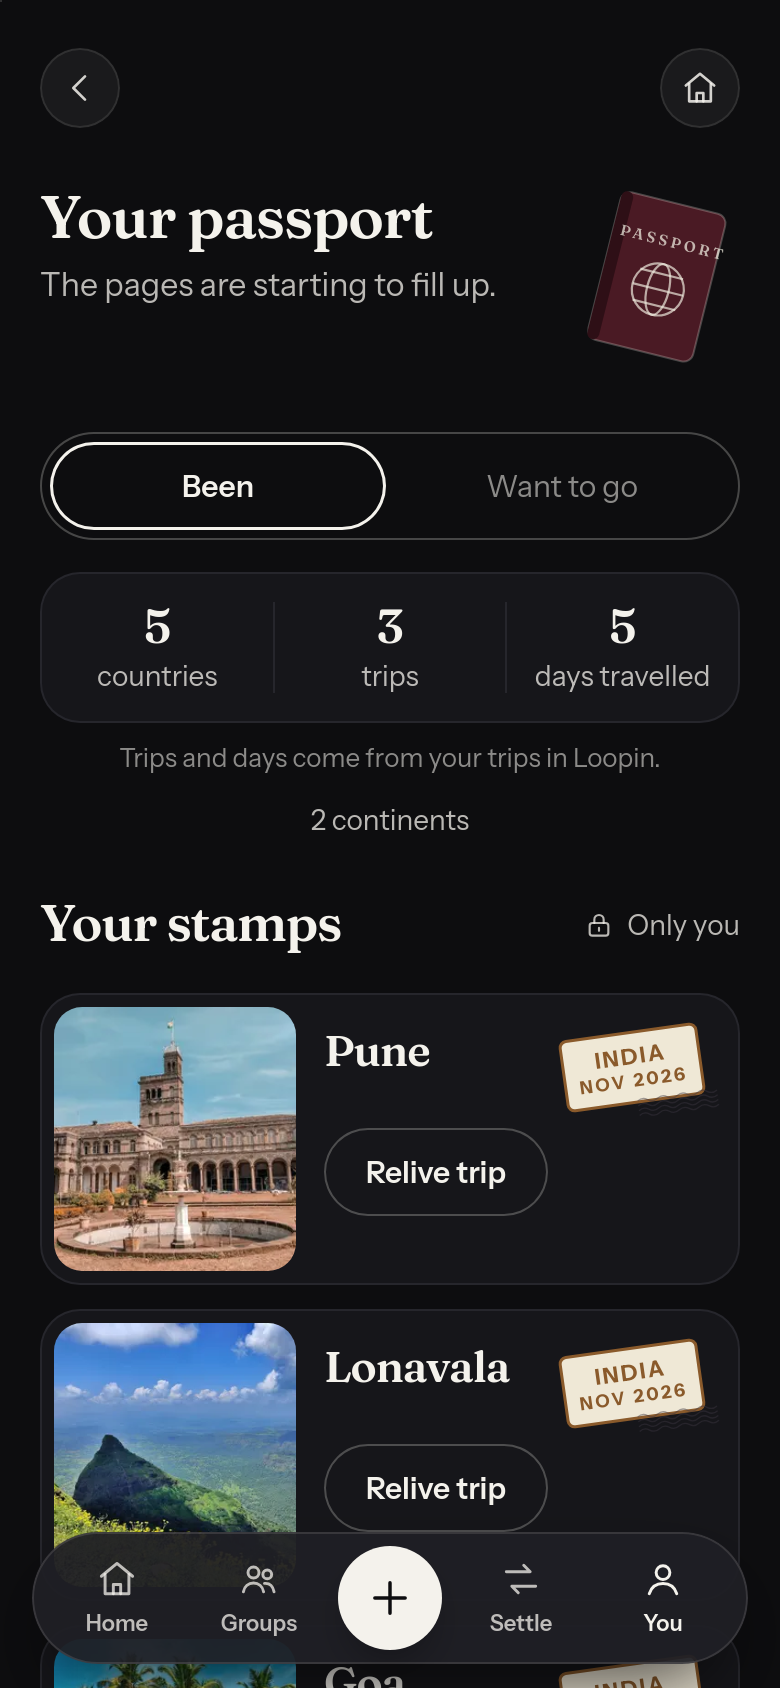 Your passport
The pages are starting to fill up.
PASSPORT
Been
Want to go
5
countries
3
trips
5
days travelled
Trips and days come from your trips in Loopin.
2 continents
Your stamps
Only you
Pune
INDIA
NOV 2026
Relive trip
Lonavala
INDIA
NOV 2026
Relive trip
Home
Groups
Settle
You
Goa
INDIA